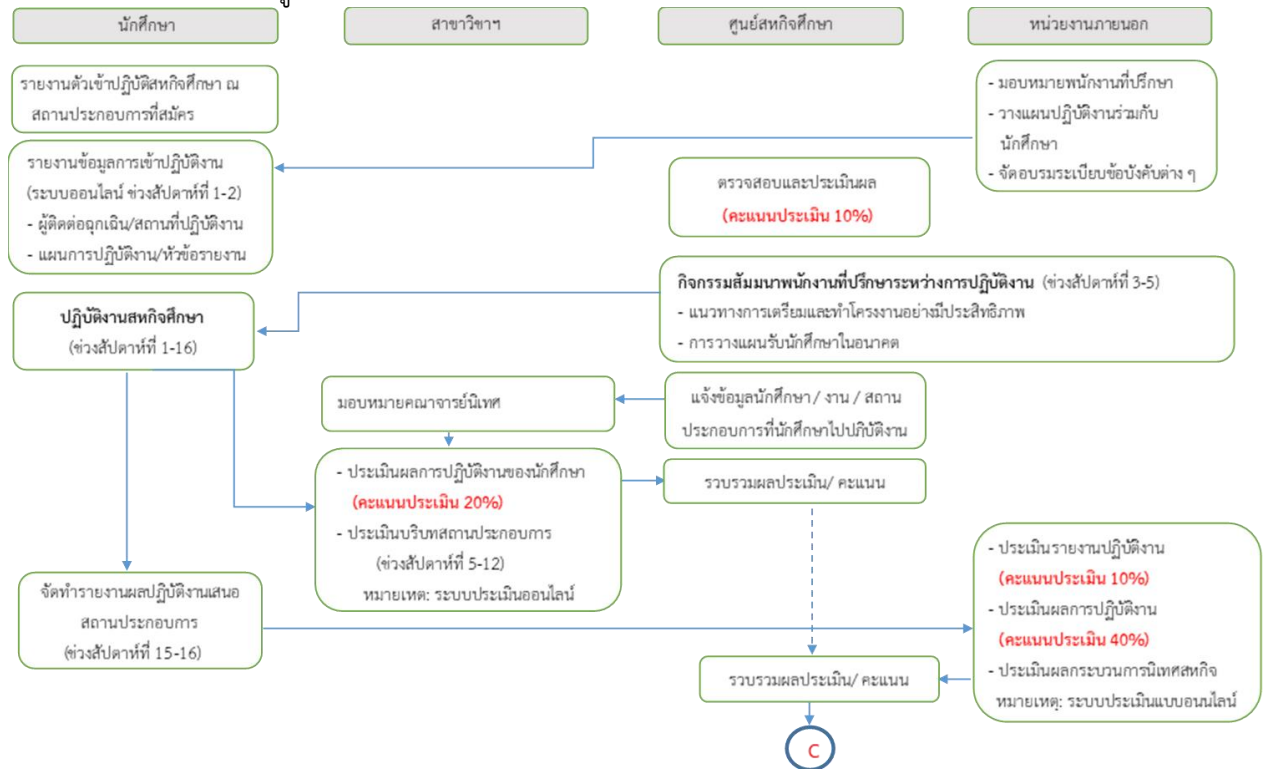 นักศึกษา
สาขาวิชาฯ
ศูนย์สหกิจศึกษา
หน่วยงานภายนอก
รายงานตัวเข้าปฏิบัติสหกิจศึกษา ณ
สถานประกอบการที่สมัคร
- มอบหมายพนักงานที่ปรึกษา
- วางแผนปฏิบัติงานร่วมกับ
นักศึกษา
- จัดอบรมระเบียบข้อบังคับต่าง ๆ
รายงานข้อมูลการเข้าปฏิบัติงาน
(ระบบออนไลน์ ช่วงสัปดาห์ที่ 1-2)
- ผู้ติดต่อฉุกเฉิน/สถานที่ปฏิบัติงาน
- แผนการปฏิบัติงาน/หัวข้อรายงาน
ตรวจสอบและประเมินผล
(คะแนนประเมิน 10%)
กิจกรรมสัมมนาพนักงานที่ปรึกษาระหว่างการปฏิบัติงาน (ช่วงสัปดาห์ที่ 3-5)
- แนวทางการเตรียมและทำโครงงานอย่างมีประสิทธิภาพ
- การวางแผนรับนักศึกษาในอนาคต
ปฏิบัติงานสหกิจศึกษา
(ช่วงสัปดาห์ที่ 1-16)
มอบหมายคณาจารย์นิเทศ
แจ้งข้อมูลนักศึกษา / งาน / สถาน
ประกอบการที่นักศึกษาไปปฏิบัติงาน
- ประเมินผลการปฏิบัติงานของนักศึกษา
(คะแนนประเมิน 20%)
- ประเมินบริบทสถานประกอบการ
(ช่วงสัปดาห์ที่ 5-12)
หมายเหตุ: ระบบประเมินออนไลน์
รวบรวมผลประเมิน/ คะแนน
จัดทำรายงานผลปฏิบัติงานเสนอ
สถานประกอบการ
(ช่วงสัปดาห์ที่ 15-16)
- ประเมินรายงานปฏิบัติงาน
(คะแนนประเมิน 10%)
- ประเมินผลการปฏิบัติงาน
(คะแนนประเมิน 40%)
- ประเมินผลกระบวนการนิเทศสหกิจ
หมายเหตุ: ระบบประเมินแบบอนนไลน์
รวบรวมผลประเมิน/ คะแนน
C